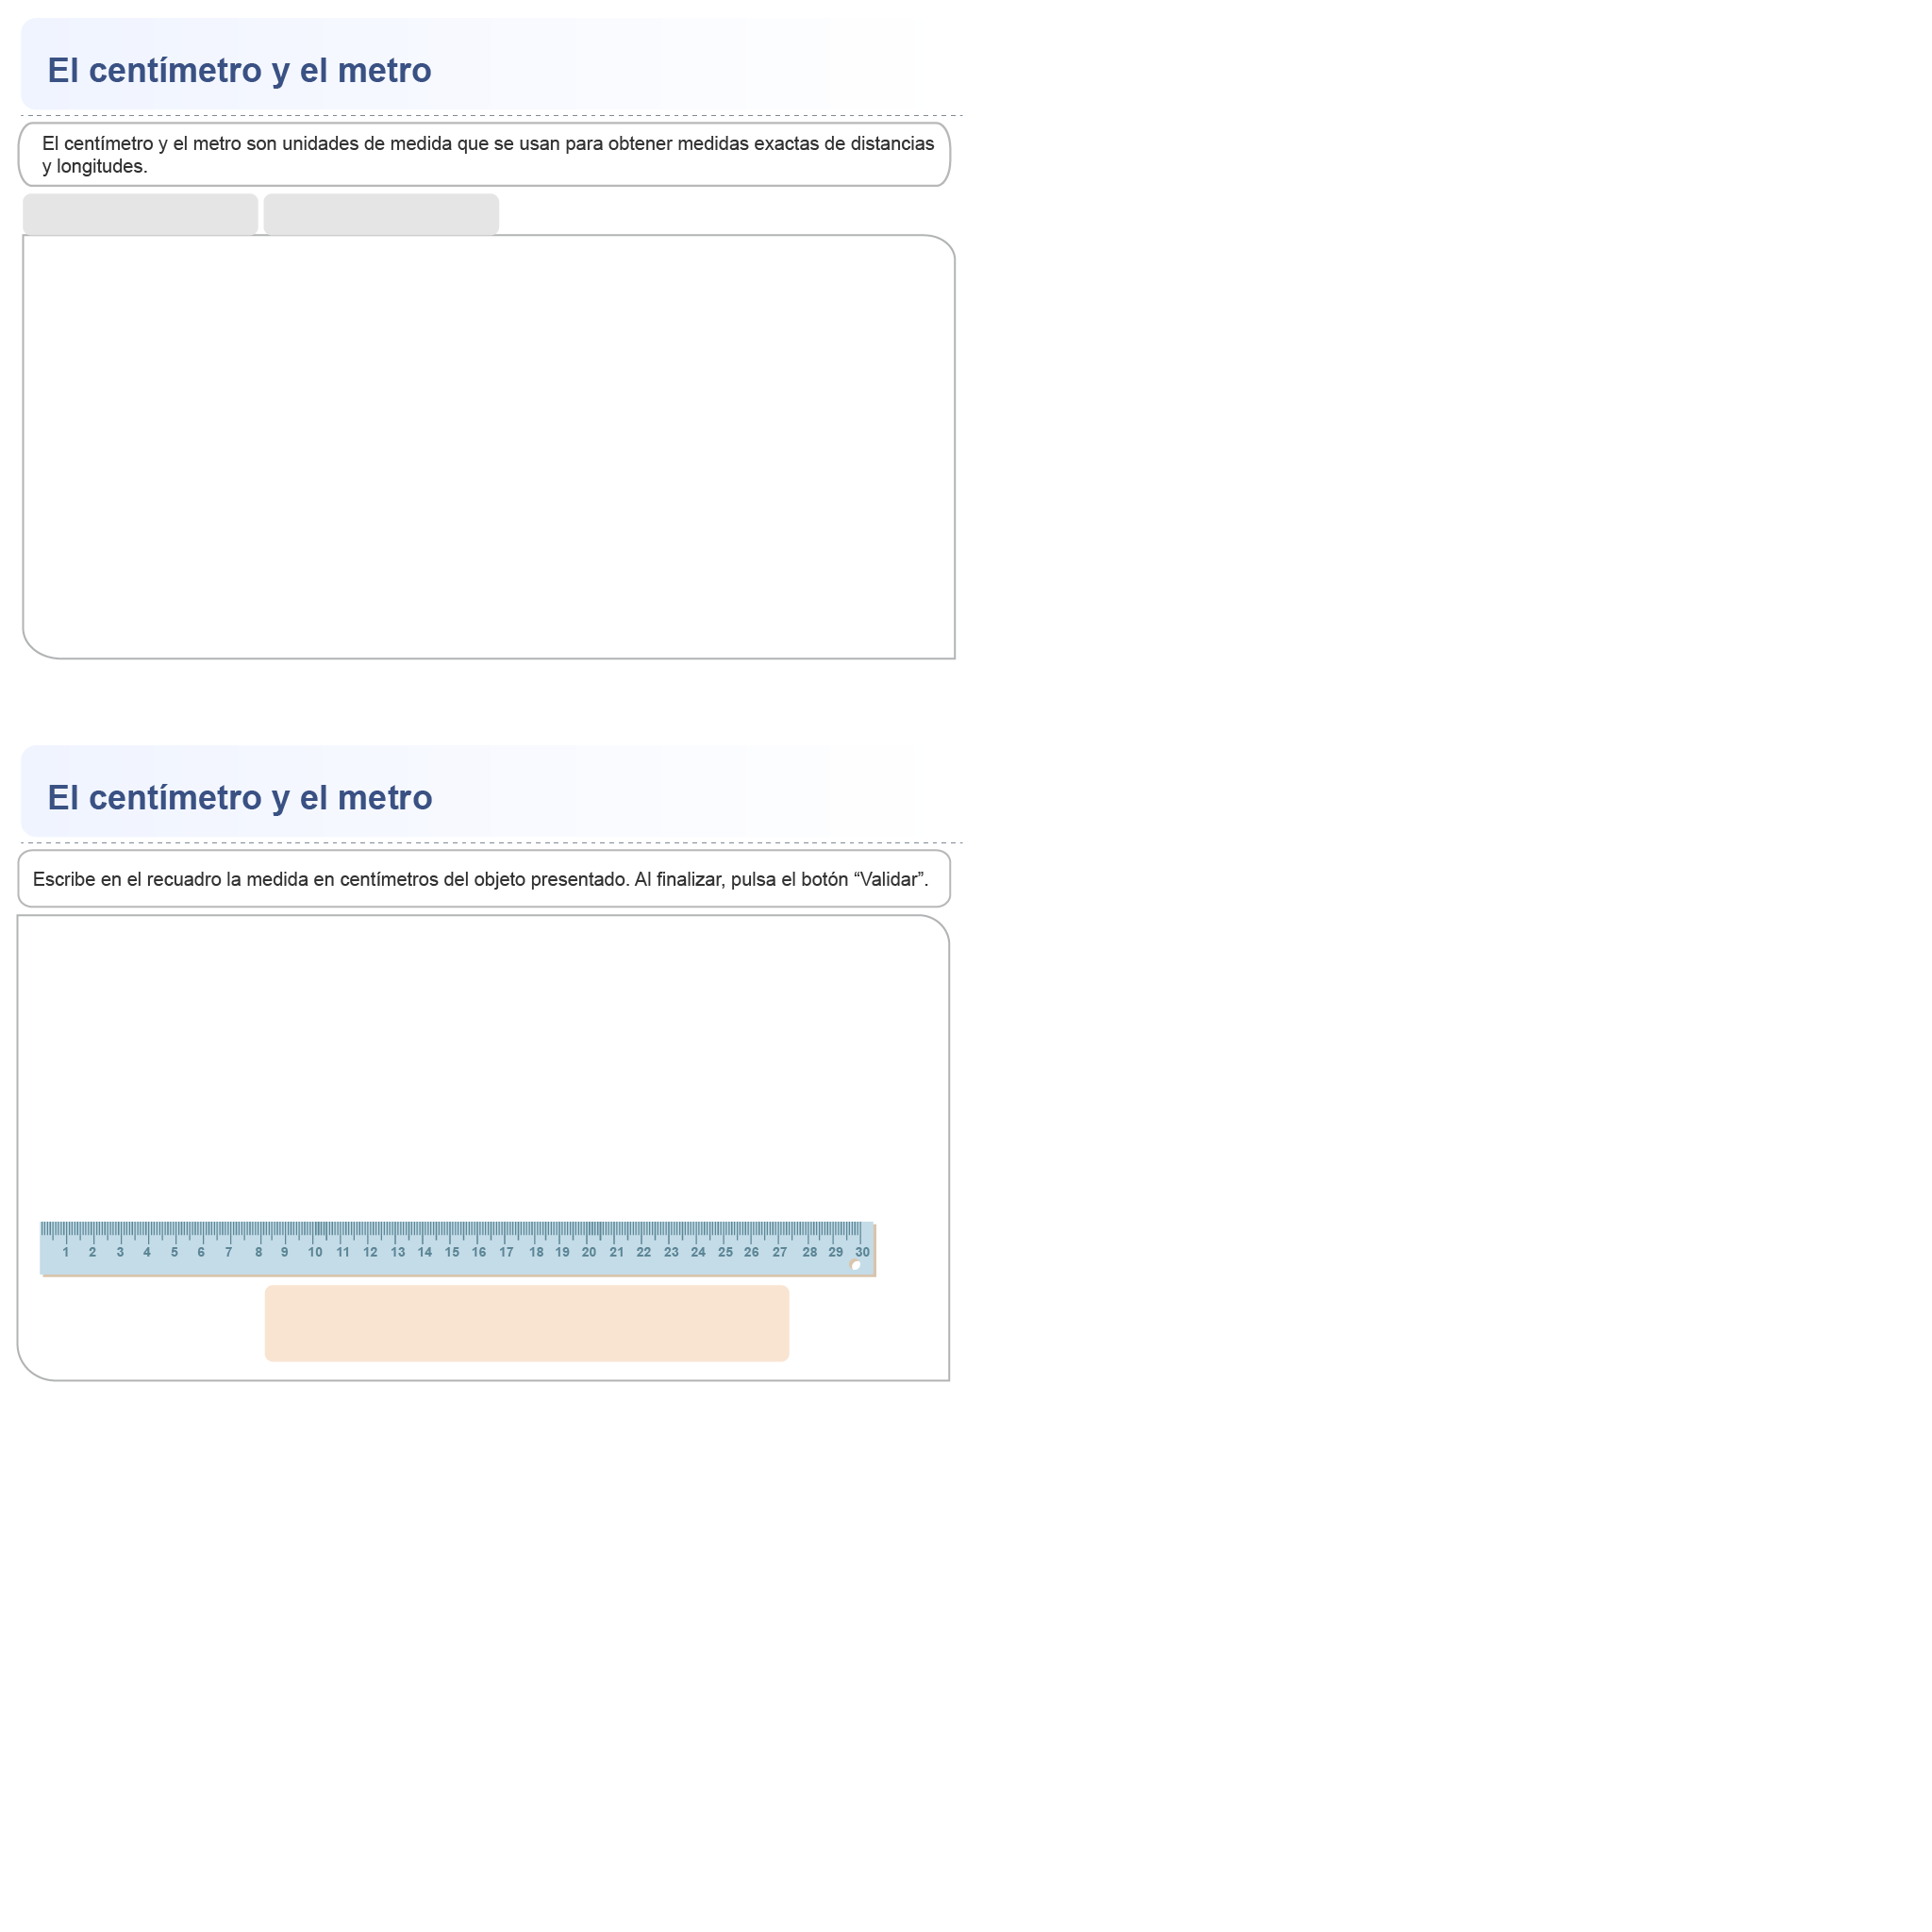 El centímetro y el metro
El centímetro y el metro son unidades de medida que se usan para obtener medidas exactas de distancias
y longitudes.
El centímetro y el metro
Escribe en el recuadro la medida en centímetros del objeto presentado. Al finalizar, pulsa el botón “Validar”.
1 2 3 4 5 6 7 8 9 10 11 12 13 14 15 16 17 18 19 20 21 22 23 24 25 26 27 28 29 30